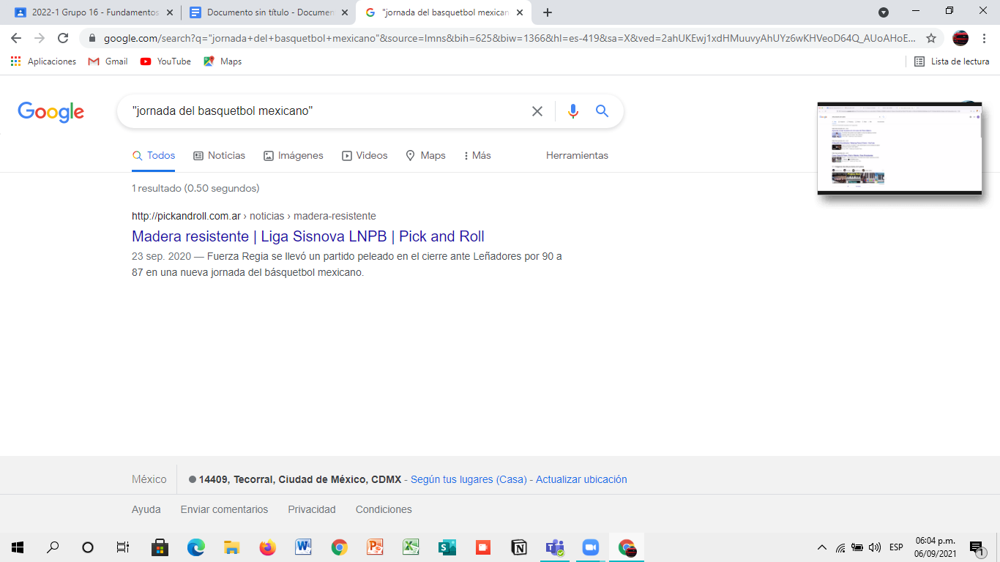 2022-1 Grupo 16 - Fundamentos
Documento sin título - Documen
"jornada del basquetbol mexican
google.com/search?q="jornada+del+basquetbol+mexicano"&source=lmns&bih=625&biw=1366&hl=es-419&sa=X&ved=2ahUKEwj1xdHMuuvyAhUYz6wKHVeoD64Q_AUoAHoE...
Aplicaciones
Gmail
YouTube
Maps
Lista de lectura
Google
"jornada del basquetbol mexicano"
Todos
Noticias
Imágenes
Videos
Maps
Más
Herramientas
1 resultado (0.50 segundos)
http://pickandroll.com.ar › noticias › madera-resistente
Madera resistente | Liga Sisnova LNPB | Pick and Roll
23 sep. 2020 — Fuerza Regia se llevó un partido peleado en el cierre ante Leñadores por 90 a
87 en una nueva jornada del básquetbol mexicano.
México
14409, Tecorral, Ciudad de México, CDMX - Según tus lugares (Casa) - Actualizar ubicación
Ayuda
Enviar comentarios
Privacidad
Condiciones
ESP
06:04 p.m.
06/09/2021
1